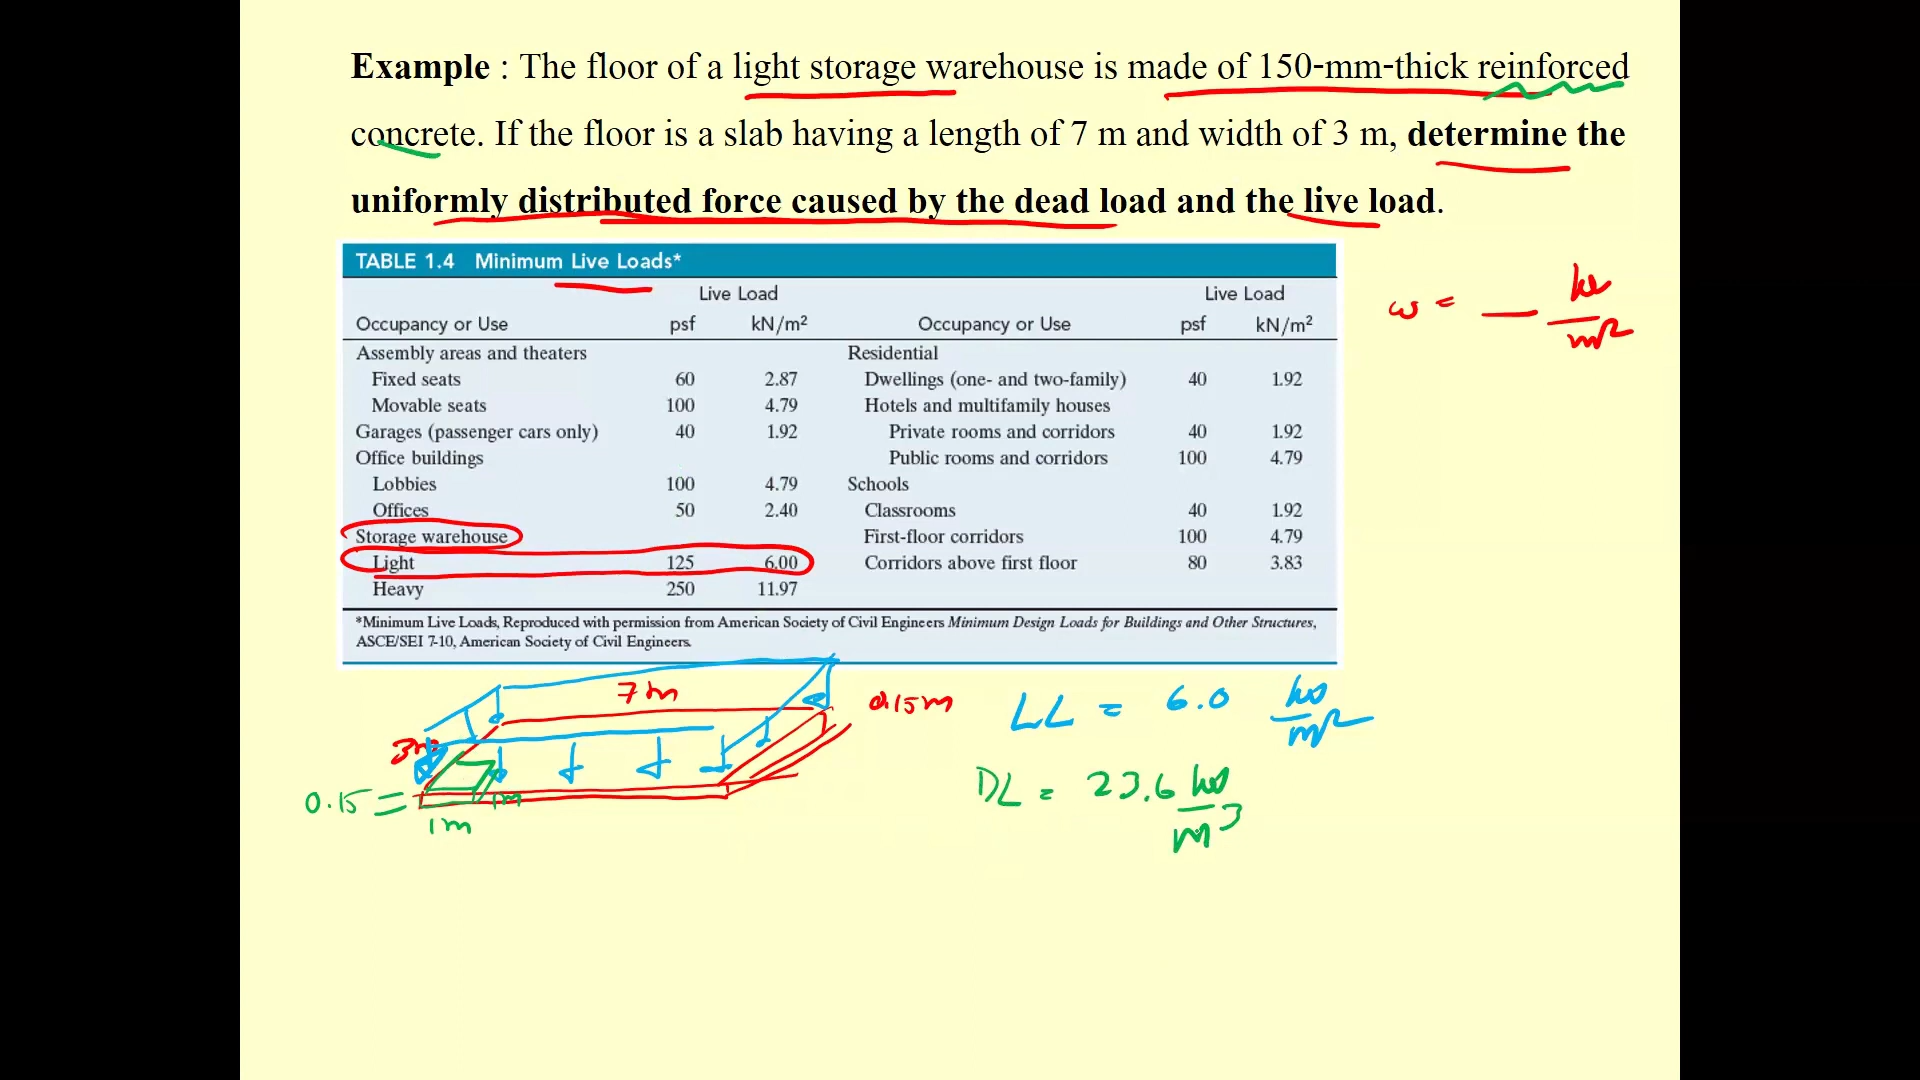 Example : The floor of a light storage warehouse is made of 150-mm-thick reinforced
concrete. If the floor is a slab having a length of 7 m and width of 3 m, determine the
uniformly distributed force caused by the dead load and the live load.
TABLE 1.4 Minimum Live Loads*
Live Load Live Load
Occupancy or Use psf kN/m² Occupancy or Use psf kN/m²
Assembly areas and theaters Residential
Fixed seats 60 2.87 Dwellings (one- and two-family) 40 1.92
Movable seats 100 4.79 Hotels and multifamily houses
Garages (passenger cars only) 40 1.92 Private rooms and corridors 40 1.92
Office buildings Public rooms and corridors 100 4.79
Lobbies 100 4.79 Schools
Offices 50 2.40 Classrooms 40 1.92
Storage warehouse First-floor corridors 100 4.79
Light 125 6.00 Corridors above first floor 80 3.83
Heavy 250 11.97
*Minimum Live Loads, Reproduced with permission from American Society of Civil Engineers Minimum Design Loads for Buildings and Other Structures,
ASCE/SEI 7-10, American Society of Civil Engineers.
w = — kN/m²
7m
0.15m
3m
LL = 6.0 kN/m²
DL = 23.6 kN/m³
0.15
1m
1m